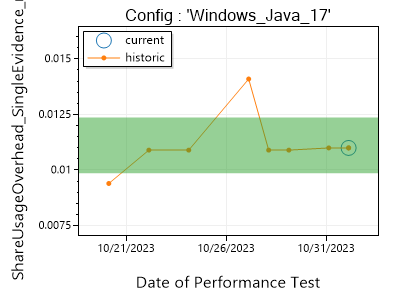 Config : 'Windows_Java_17'
current
historic
0.015
0.0125
0.01
0.0075
10/21/2023
10/26/2023
10/31/2023
Date of Performance Test
ShareUsageOverhead_SingleEvidence_